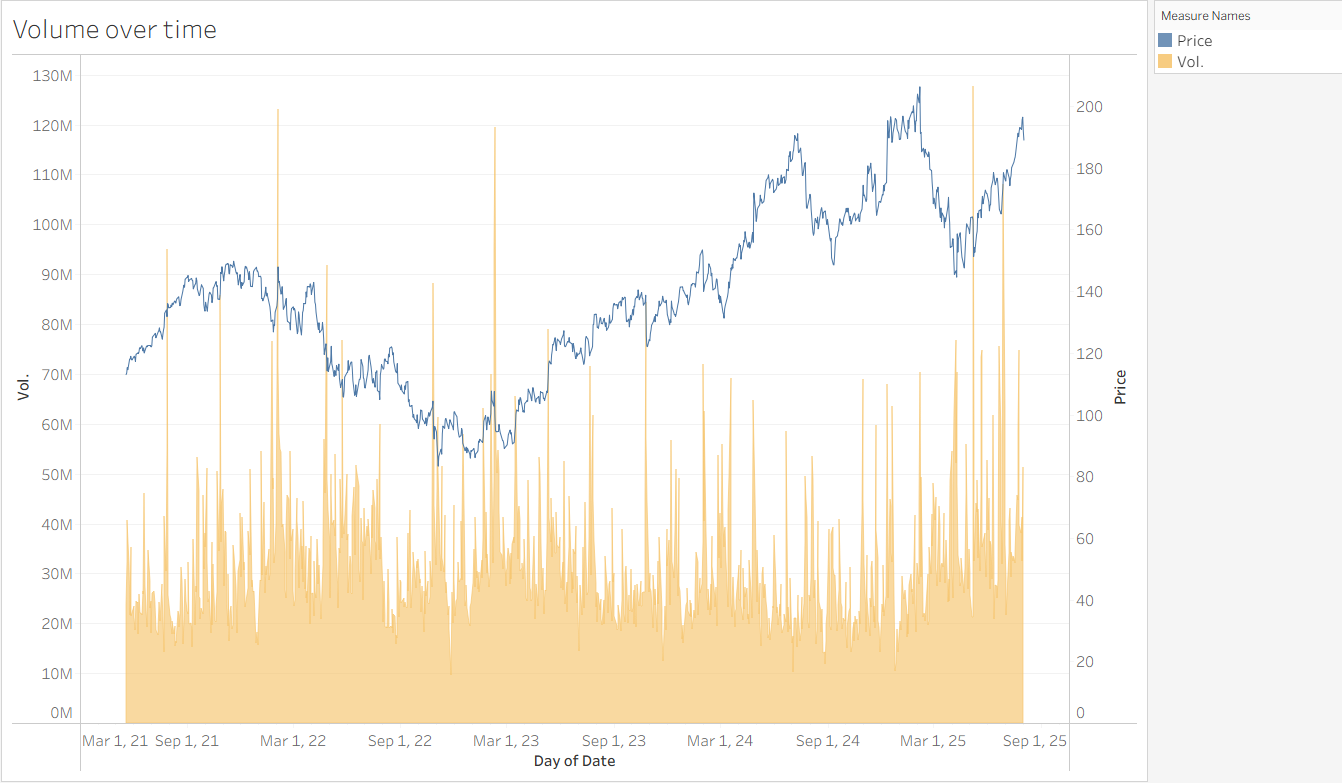 Volume over time
Measure Names
Price
Vol.
130M
120M
110M
100M
90M
80M
70M
60M
50M
40M
30M
20M
10M
0M
Vol.
200
180
160
140
120
100
80
60
40
20
0
Price
Mar 1, 21 Sep 1, 21 Mar 1, 22 Sep 1, 22 Mar 1, 23 Sep 1, 23 Mar 1, 24 Sep 1, 24 Mar 1, 25 Sep 1, 25
Day of Date